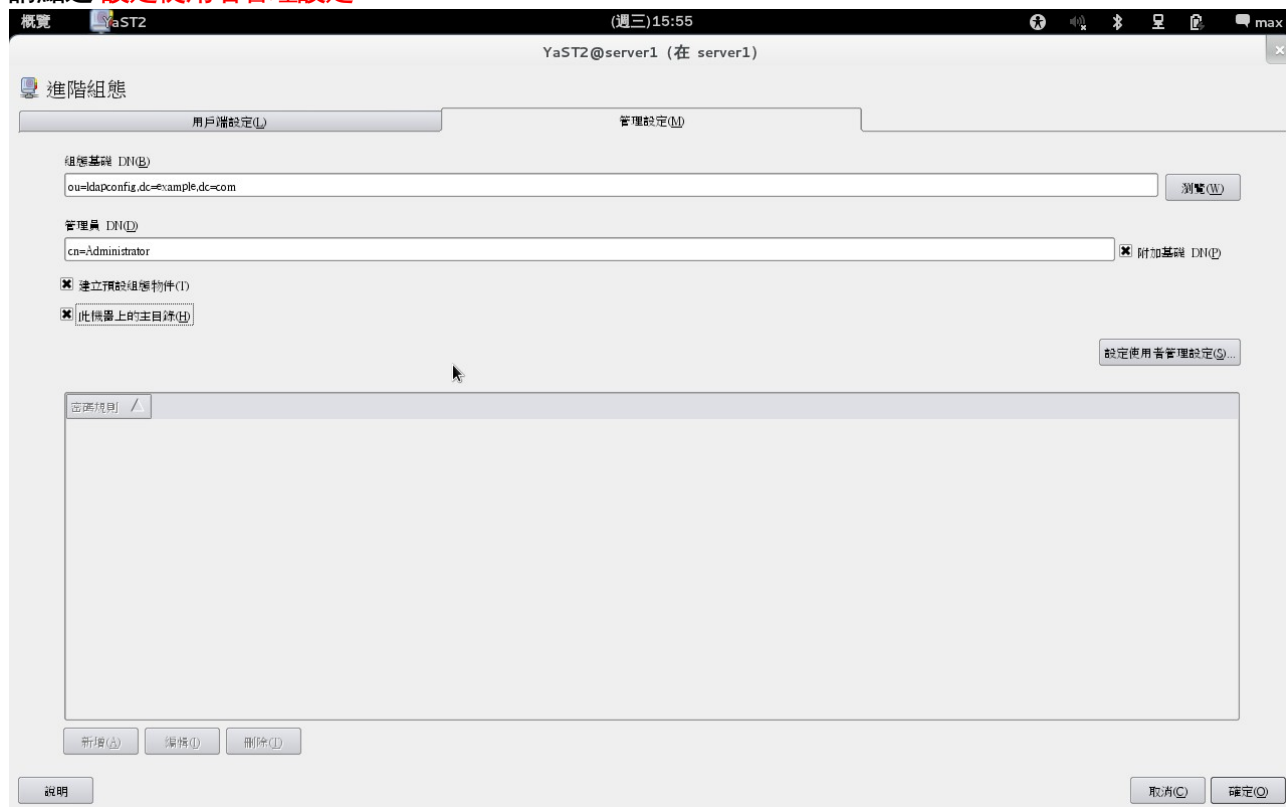 請點選 設定使用者管理設定
概覽 YaST2 (週三)15:55 max
YaST2@server1 (在 server1)
進階組態
用戶端設定(L) 管理設定(M)
組態基礎 DN(B)
ou=ldapconfig,dc=example,dc=com 瀏覽(W)
管理員 DN(D)
cn=Administrator 附加基礎 DN(P)
建立預設組態物件(T)
此機器上的主目錄(H)
設定使用者管理設定(S)...
密碼規則
新增(A) 編輯(I) 刪除(T)
說明 取消(C) 確定(O)